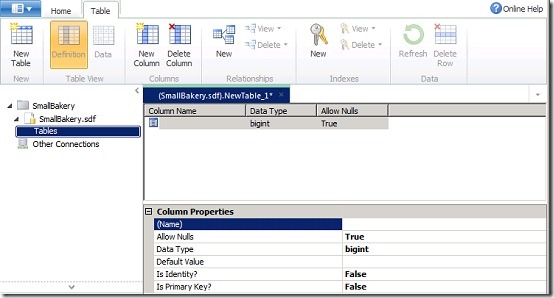 Home Table Online Help
New Table Definition Data New Column Delete Column New View Delete New View Delete Refresh Delete Row
New Table View Columns Relationships Indexes Data
SmallBakery
SmallBakery.sdf
Tables
Other Connections
(SmallBakery.sdf).NewTable_1*
Column Name Data Type Allow Nulls
bigint True
Column Properties
(Name)
Allow Nulls True
Data Type bigint
Default Value
Is Identity? False
Is Primary Key? False